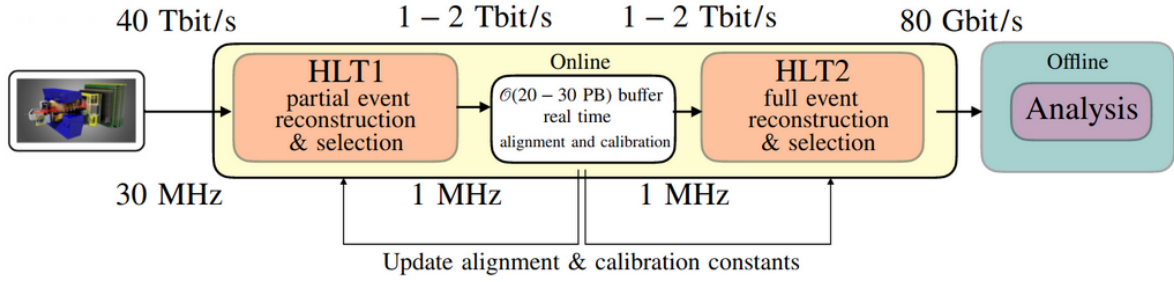 40 Tbit/s
1 – 2 Tbit/s
1 – 2 Tbit/s
80 Gbit/s
HLT1
partial event
reconstruction
& selection
Online
𝒪(20 – 30 PB) buffer
real time
alignment and calibration
HLT2
full event
reconstruction
& selection
Offline
Analysis
30 MHz
1 MHz
1 MHz
Update alignment & calibration constants